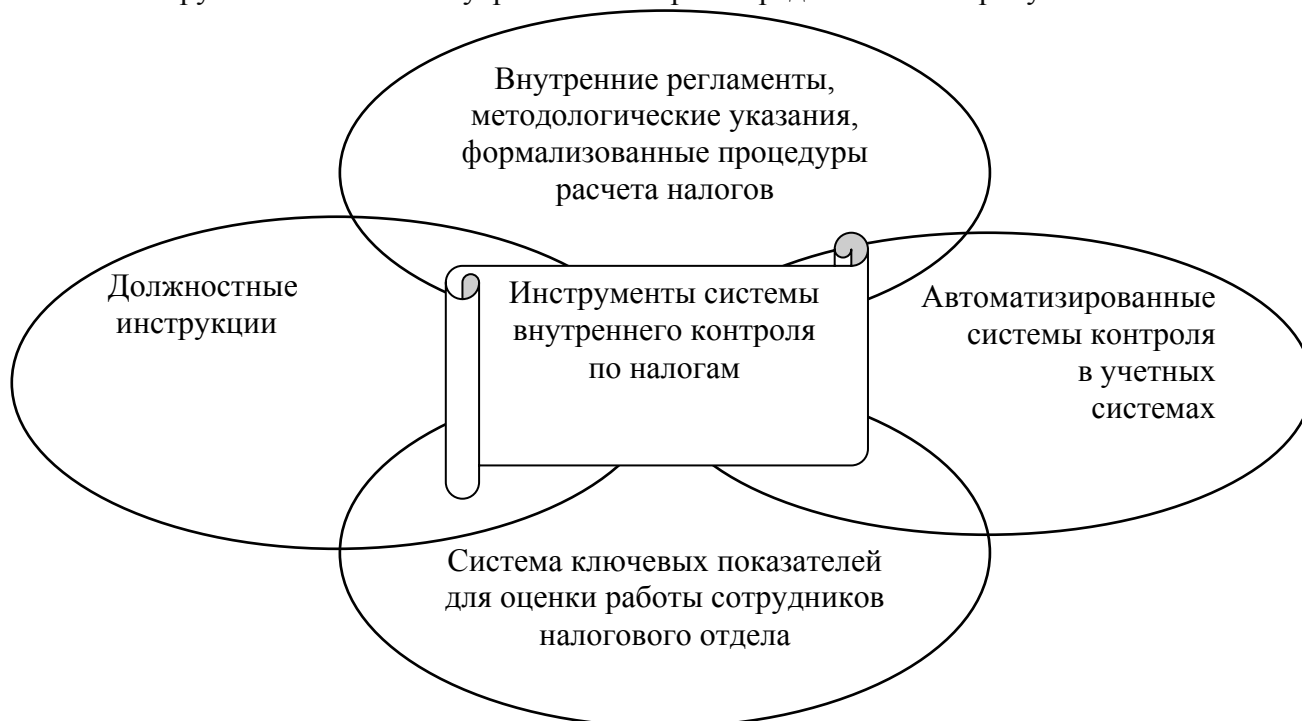 Внутренние регламенты,
методологические указания,
формализованные процедуры
расчета налогов
Должностные
инструкции
Инструменты системы
внутреннего контроля
по налогам
Автоматизированные
системы контроля
в учетных
системах
Система ключевых показателей
для оценки работы сотрудников
налогового отдела